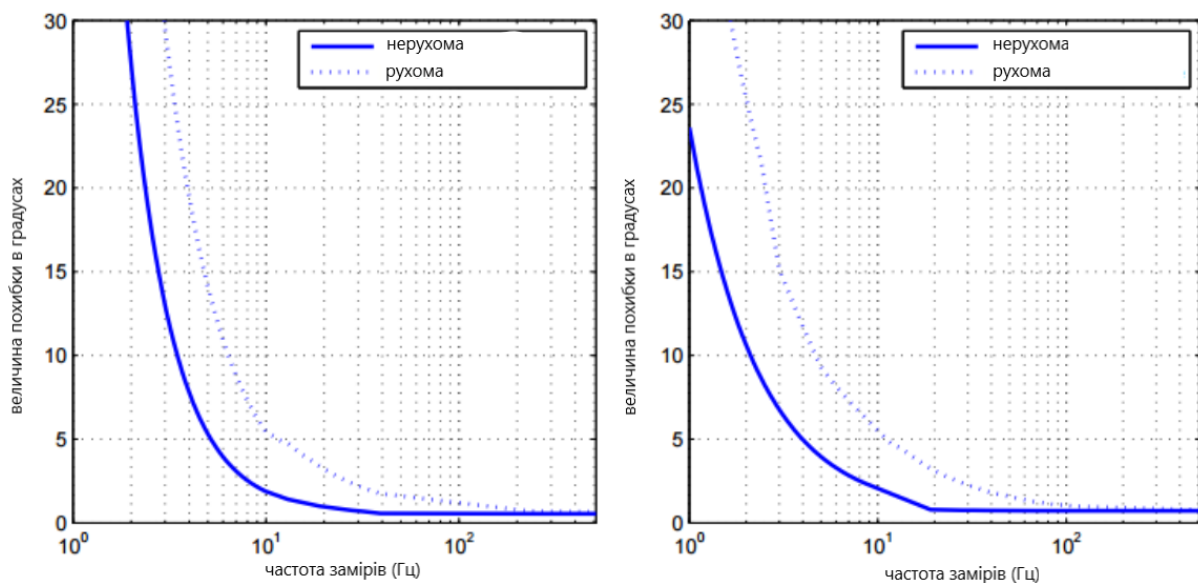 величина похибки в градусах
30
25
20
15
10
5
0
нерухома
рухома
10⁰
10¹
10²
частота замірів (Гц)
величина похибки в градусах
30
25
20
15
10
5
0
нерухома
рухома
10⁰
10¹
10²
частота замірів (Гц)